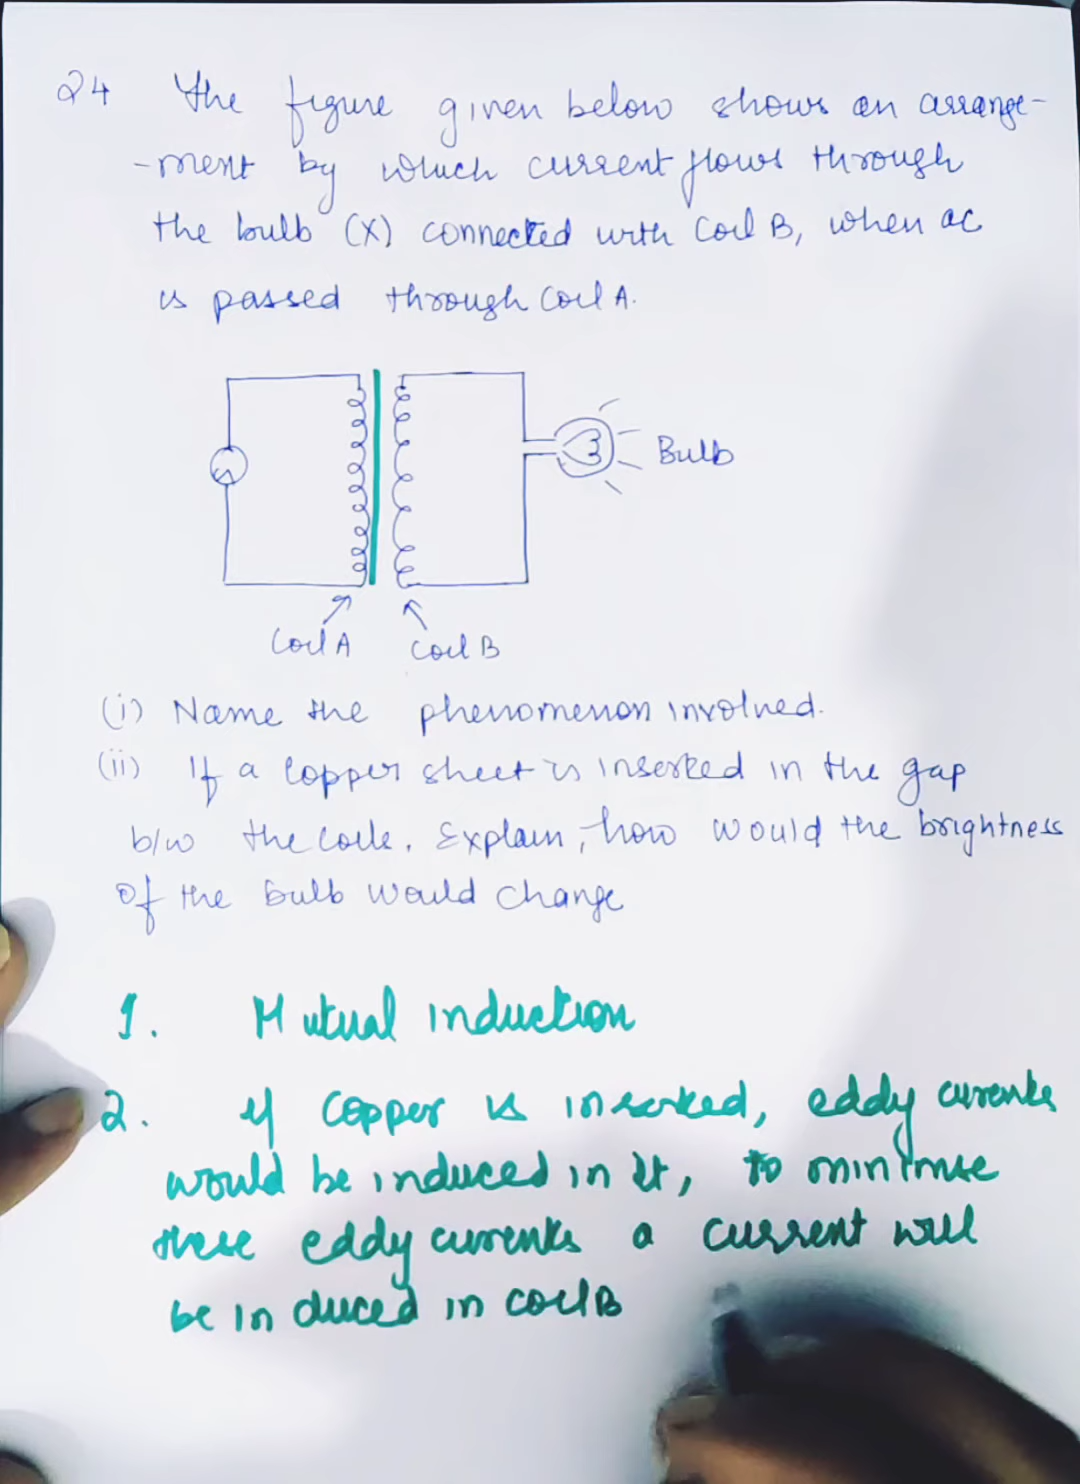 Q4 The figure given below shows an arrange-
-ment by which current flows through
the bulb (X) connected with Coil B, when ac
is passed through Coil A.
Bulb
Coil A Coil B
(i) Name the phenomenon involved.
(ii) If a Copper sheet is inserted in the gap
b/w the coile. Explain, how would the brightness
of the bulb would change
1. Mutual induction
2. if copper is inserted, eddy currents
would be induced in it, to minimise
these eddy currents a current will
be induced in coil B